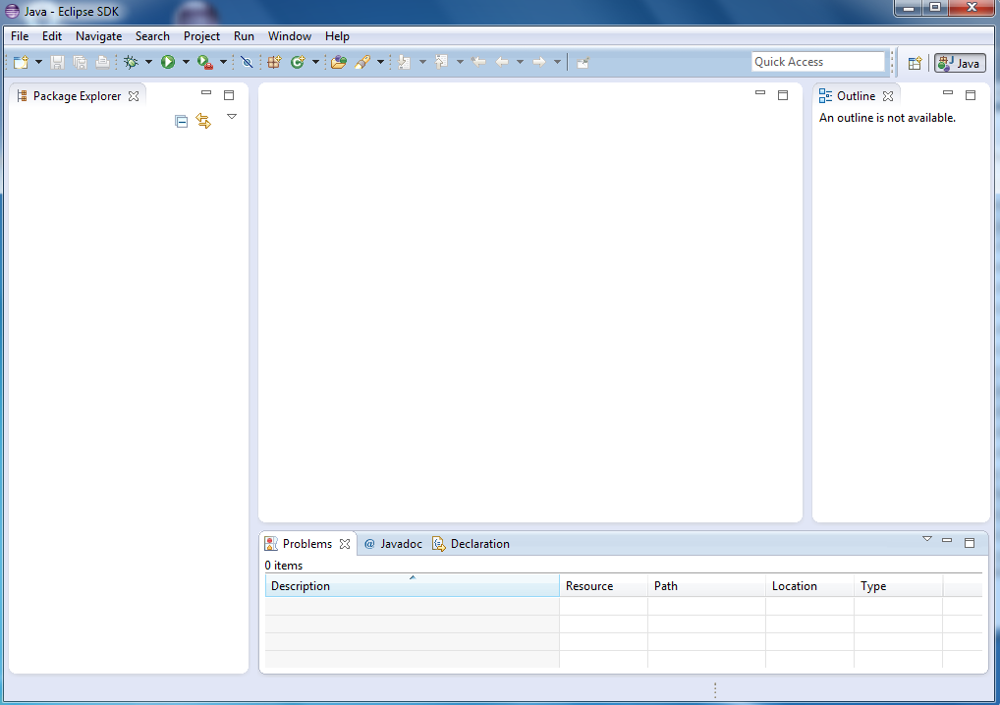 Java - Eclipse SDK
File Edit Navigate Search Project Run Window Help
Quick Access
Java
Package Explorer
Outline
An outline is not available.
Problems @ Javadoc Declaration
0 items
Description Resource Path Location Type